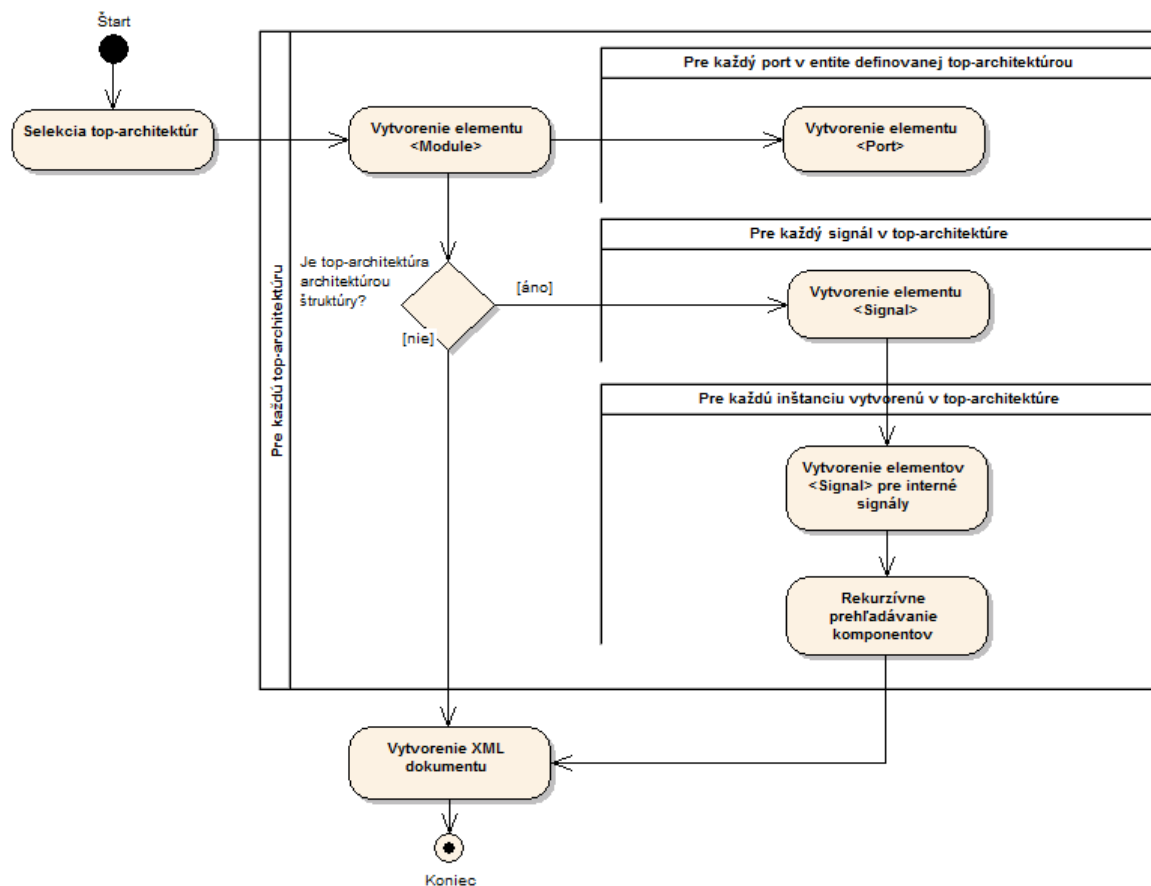 Štart
Selekcia top-architektúr
Pre každú top-architektúru
Vytvorenie elementu
<Module>
Pre každý port v entite definovanej top-architektúrou
Vytvorenie elementu
<Port>
Je top-architektúra
architektúrou
štruktúry?
[áno]
[nie]
Pre každý signál v top-architektúre
Vytvorenie elementu
<Signal>
Pre každú inštanciu vytvorenú v top-architektúre
Vytvorenie elementov
<Signal> pre interné
signály
Rekurzívne
prehľadávanie
komponentov
Vytvorenie XML
dokumentu
Koniec